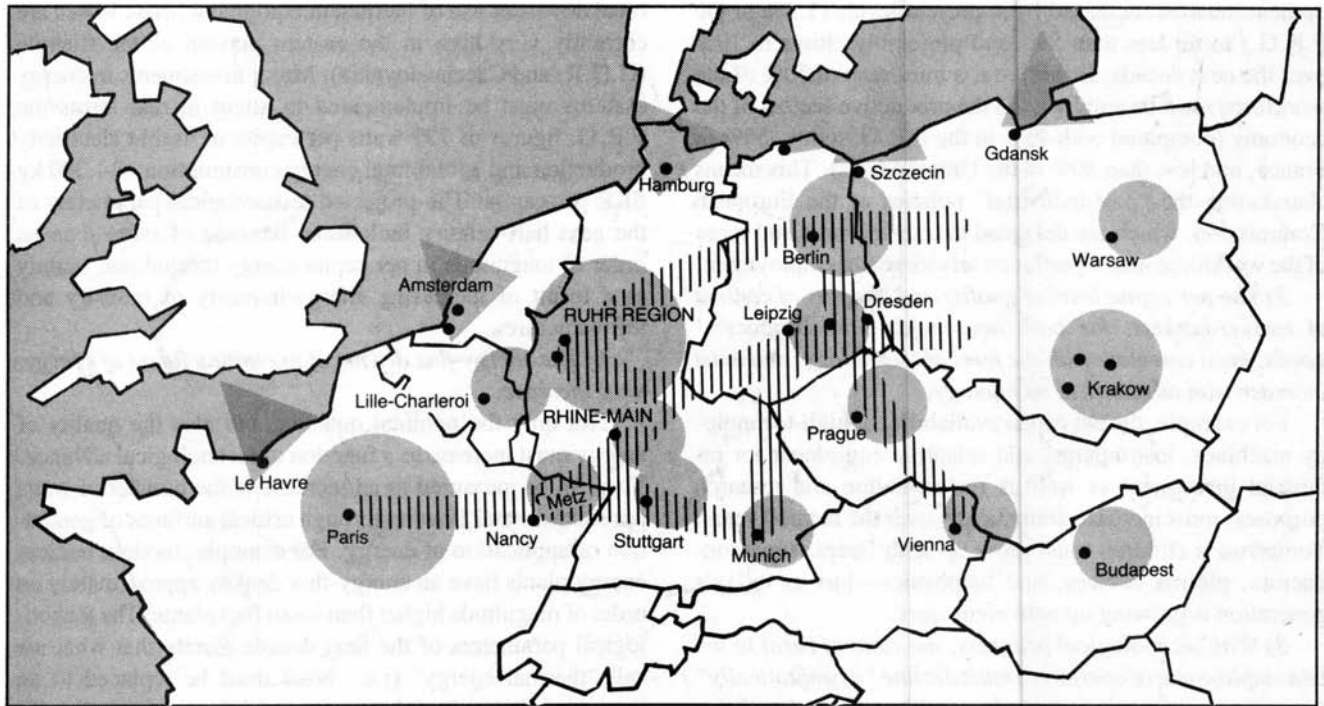 Gdansk
Hamburg
Szczecin
Warsaw
Berlin
Amsterdam
Dresden
RUHR REGION
Leipzig
Krakow
Lille-Charleroi
RHINE-MAIN
Prague
Le Havre
Metz
Paris
Nancy
Stuttgart
Munich
Vienna
Budapest